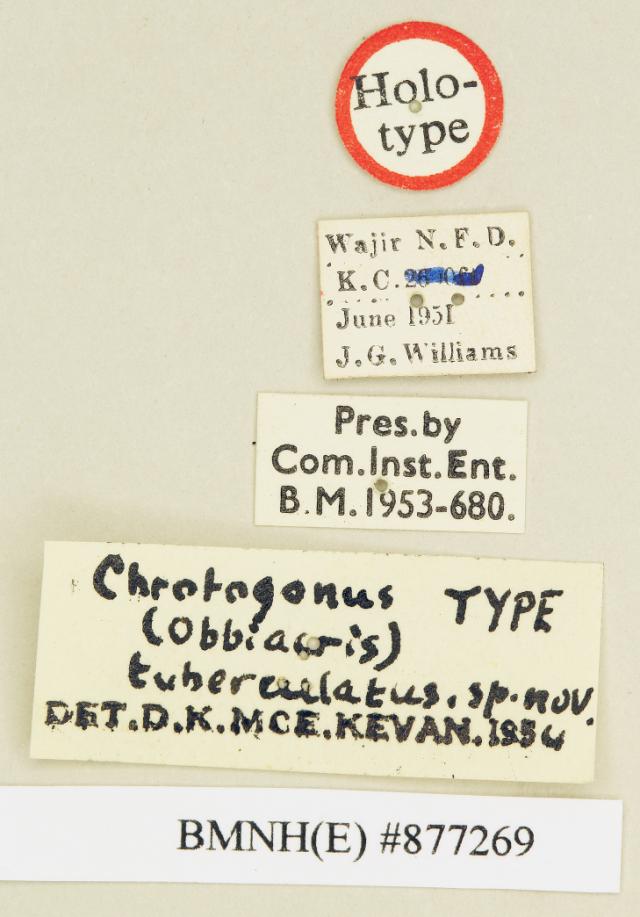 Holo-
type
Wajir N.F.D.
K.C.
June 1951
J.G. Williams
Pres.by
Com.Inst.Ent.
B.M.1953-680.
Chrotogonus TYPE
(Obbiacris)
tuberculatus. sp. nov.
DET.D.K.MCE.KEVAN.1954
BMNH(E) #877269